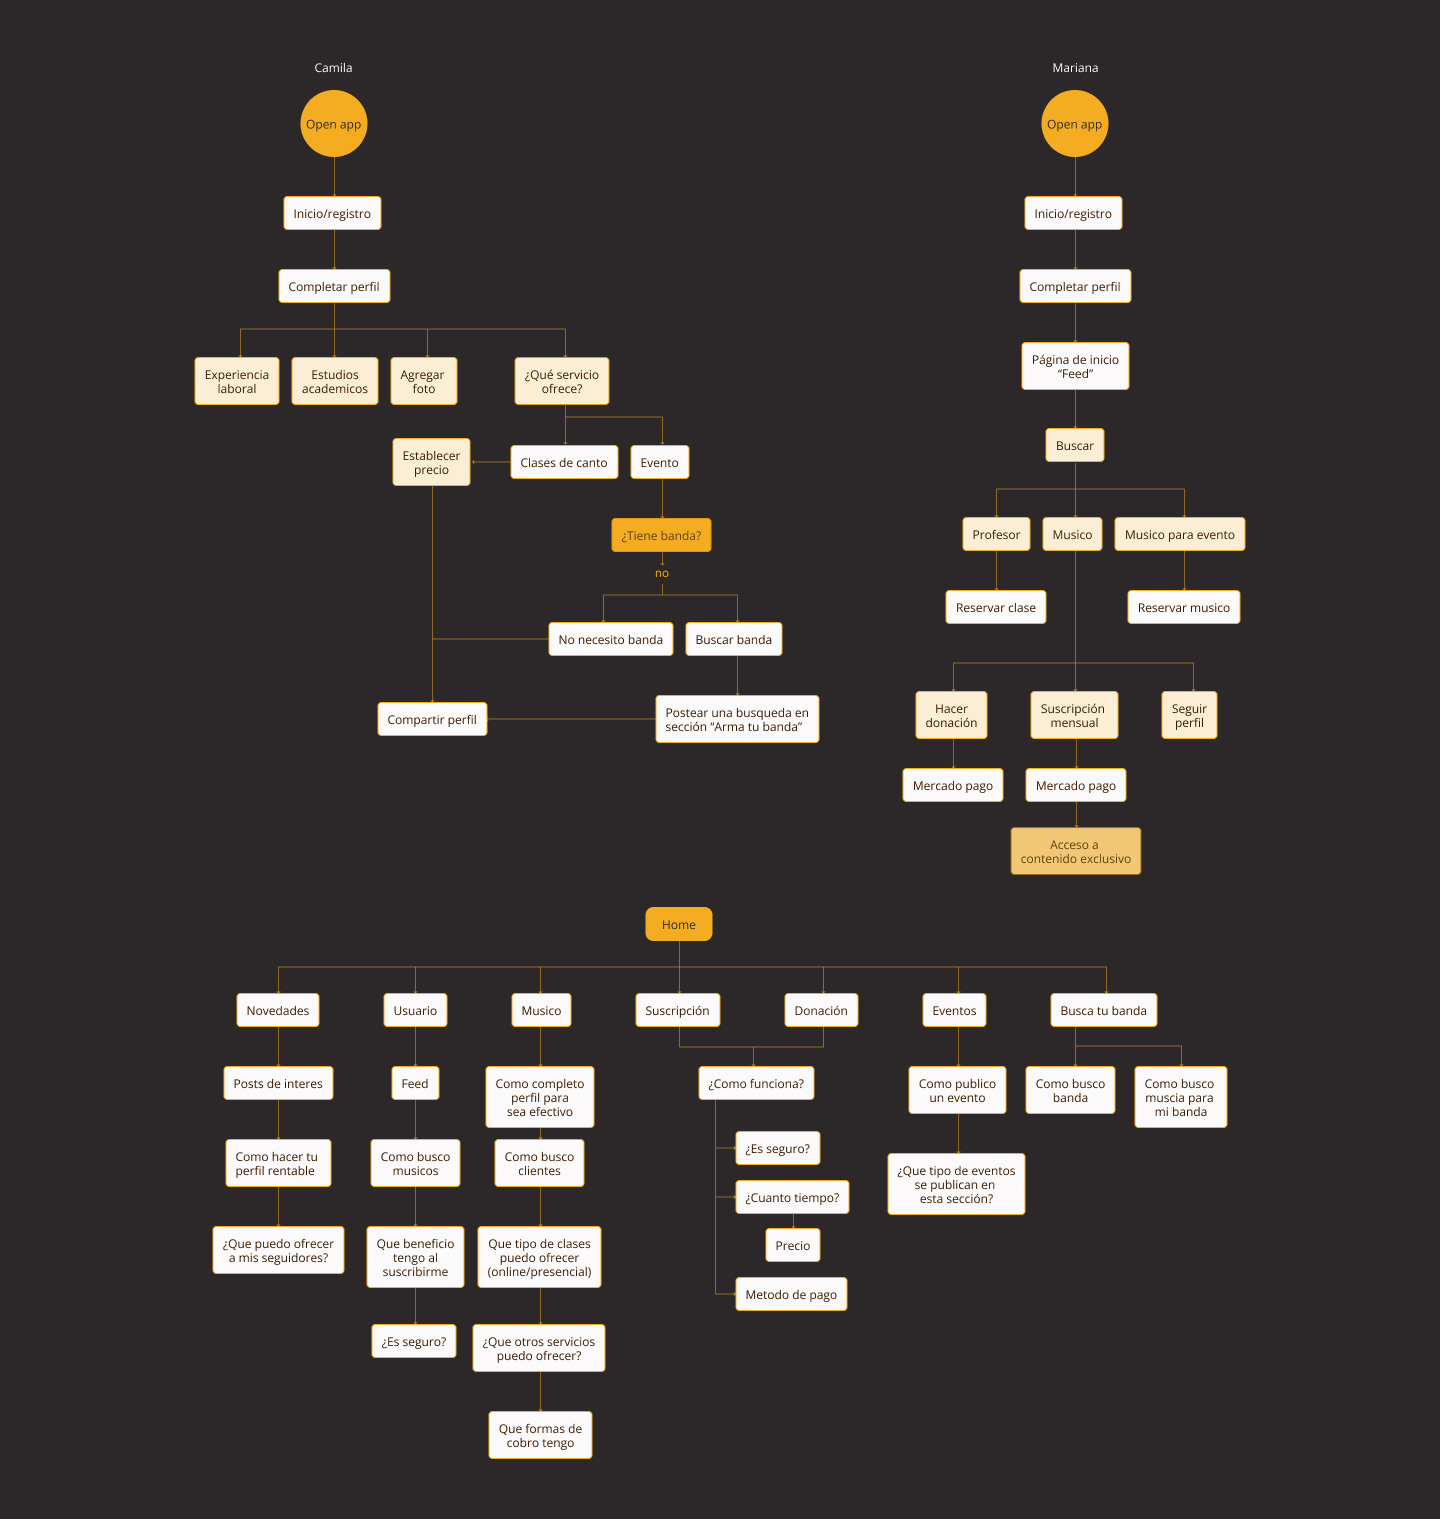 Camila
Open app
Inicio/registro
Completar perfil
Experiencia
laboral
Estudios
academicos
Agregar
foto
¿Qué servicio
ofrece?
Establecer
precio
Clases de canto
Evento
¿Tiene banda?
no
No necesito banda
Buscar banda
Compartir perfil
Postear una busqueda en
sección “Arma tu banda”
Mariana
Open app
Inicio/registro
Completar perfil
Página de inicio
“Feed”
Buscar
Profesor
Musico
Musico para evento
Reservar clase
Reservar musico
Hacer
donación
Suscripción
mensual
Seguir
perfil
Mercado pago
Mercado pago
Acceso a
contenido exclusivo
Home
Novedades
Posts de interes
Como hacer tu
perfil rentable
¿Que puedo ofrecer
a mis seguidores?
Usuario
Feed
Como busco
musicos
Que beneficio
tengo al
suscribirme
¿Es seguro?
Musico
Como completo
perfil para
sea efectivo
Como busco
clientes
Que tipo de clases
puedo ofrecer
(online/presencial)
¿Que otros servicios
puedo ofrecer?
Que formas de
cobro tengo
Suscripción
Donación
¿Como funciona?
¿Es seguro?
¿Cuanto tiempo?
Precio
Metodo de pago
Eventos
Como publico
un evento
¿Que tipo de eventos
se publican en
esta sección?
Busca tu banda
Como busco
banda
Como busco
muscia para
mi banda